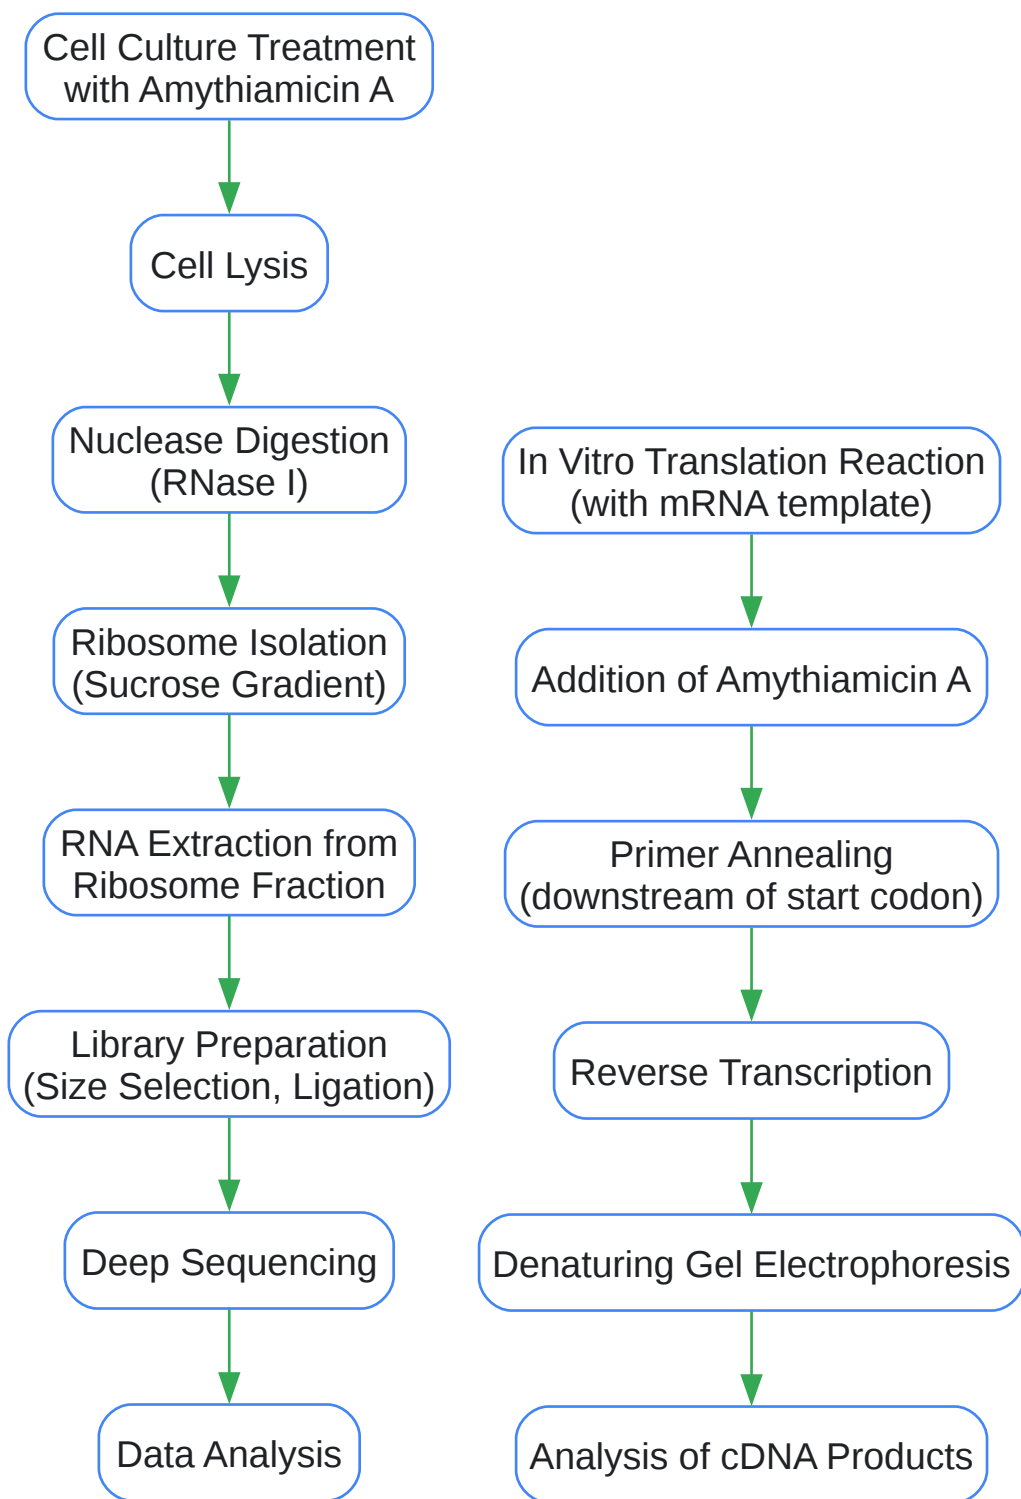 Cell Culture Treatment
with Amythiamicin A
Cell Lysis
Nuclease Digestion
(RNase I)
Ribosome Isolation
(Sucrose Gradient)
RNA Extraction from
Ribosome Fraction
Library Preparation
(Size Selection, Ligation)
Deep Sequencing
Data Analysis
In Vitro Translation Reaction
(with mRNA template)
Addition of Amythiamicin A
Primer Annealing
(downstream of start codon)
Reverse Transcription
Denaturing Gel Electrophoresis
Analysis of cDNA Products